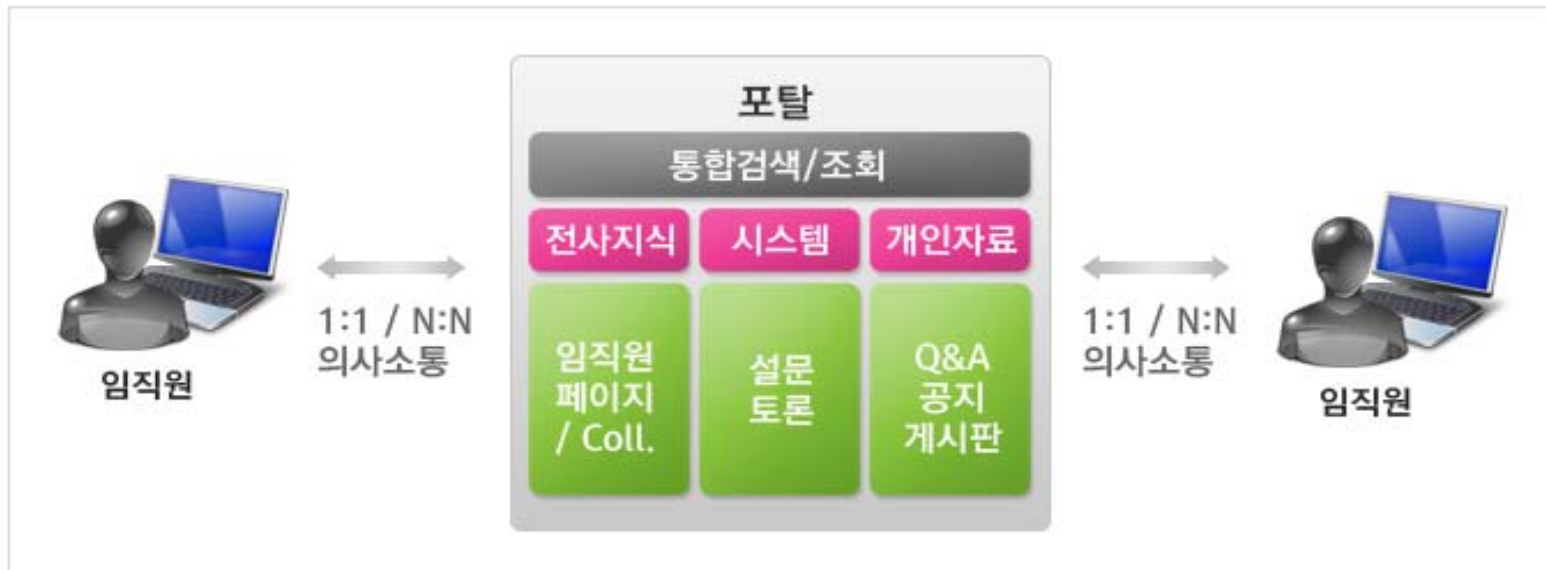 포탈
통합검색/조회
전사지식
시스템
개인자료
임직원
페이지
/ Coll.
설문
토론
Q&A
공지
게시판
1:1 / N:N
의사소통
임직원
1:1 / N:N
의사소통
임직원